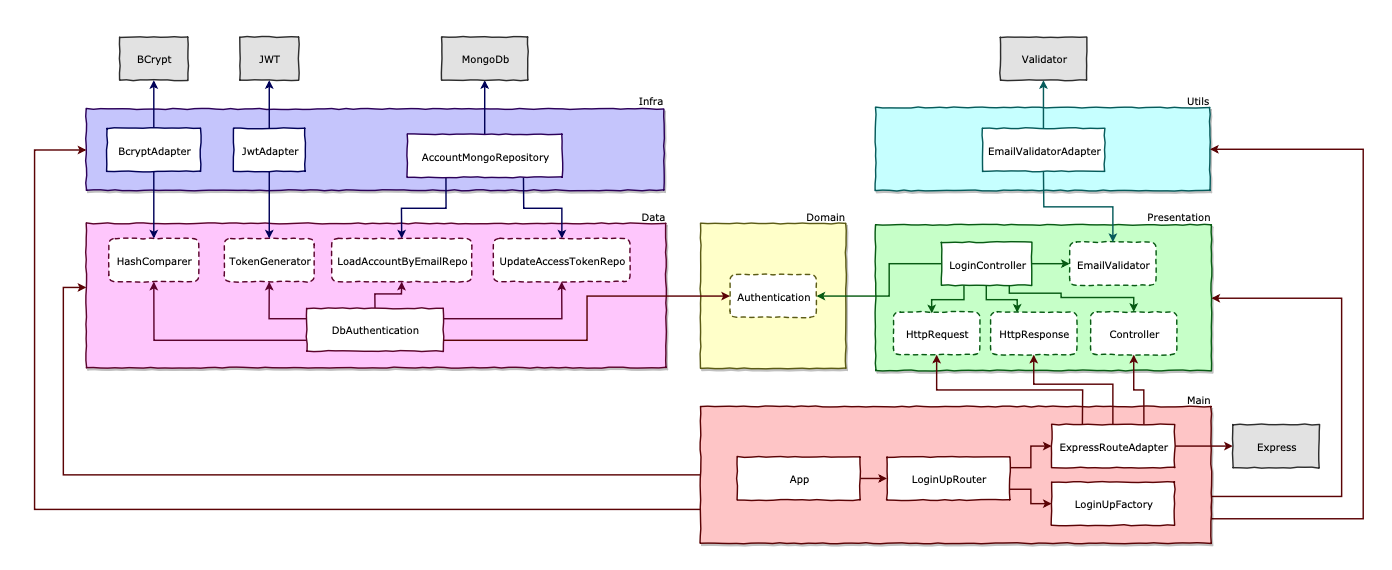 BCrypt
JWT
MongoDb
Validator
Infra
Utils
BcryptAdapter
JwtAdapter
AccountMongoRepository
EmailValidatorAdapter
Data
Domain
Presentation
HashComparer
TokenGenerator
LoadAccountByEmailRepo
UpdateAccessTokenRepo
LoginController
EmailValidator
Authentication
DbAuthentication
HttpRequest
HttpResponse
Controller
Main
ExpressRouteAdapter
Express
App
LoginUpRouter
LoginUpFactory